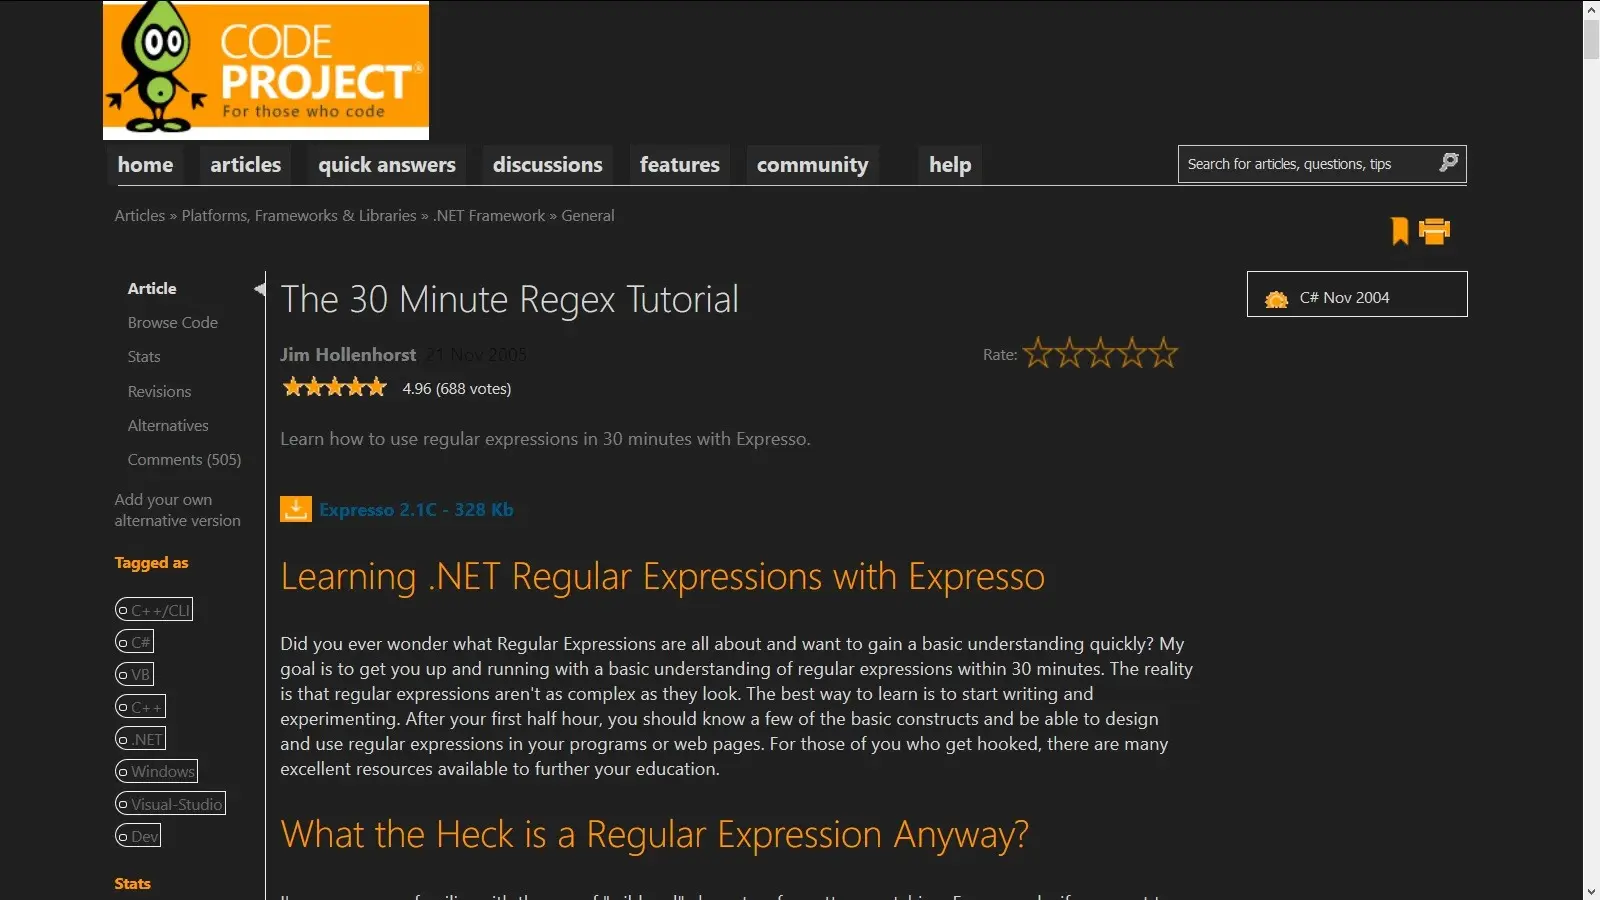 CODE
PROJECT®
For those who code
home articles quick answers discussions features community help
Search for articles, questions, tips
Articles » Platforms, Frameworks & Libraries » .NET Framework » General
Article
Browse Code
Stats
Revisions
Alternatives
Comments (505)
Add your own
alternative version
Tagged as
C++/CLI
C#
VB
C++
.NET
Windows
Visual-Studio
Dev
Stats
The 30 Minute Regex Tutorial
Jim Hollenhorst 21 Nov 2005
Rate:
4.96 (688 votes)
Learn how to use regular expressions in 30 minutes with Expresso.
Expresso 2.1C - 328 Kb
Learning .NET Regular Expressions with Expresso
Did you ever wonder what Regular Expressions are all about and want to gain a basic understanding quickly? My
goal is to get you up and running with a basic understanding of regular expressions within 30 minutes. The reality
is that regular expressions aren't as complex as they look. The best way to learn is to start writing and
experimenting. After your first half hour, you should know a few of the basic constructs and be able to design
and use regular expressions in your programs or web pages. For those of you who get hooked, there are many
excellent resources available to further your education.
What the Heck is a Regular Expression Anyway?
C# Nov 2004